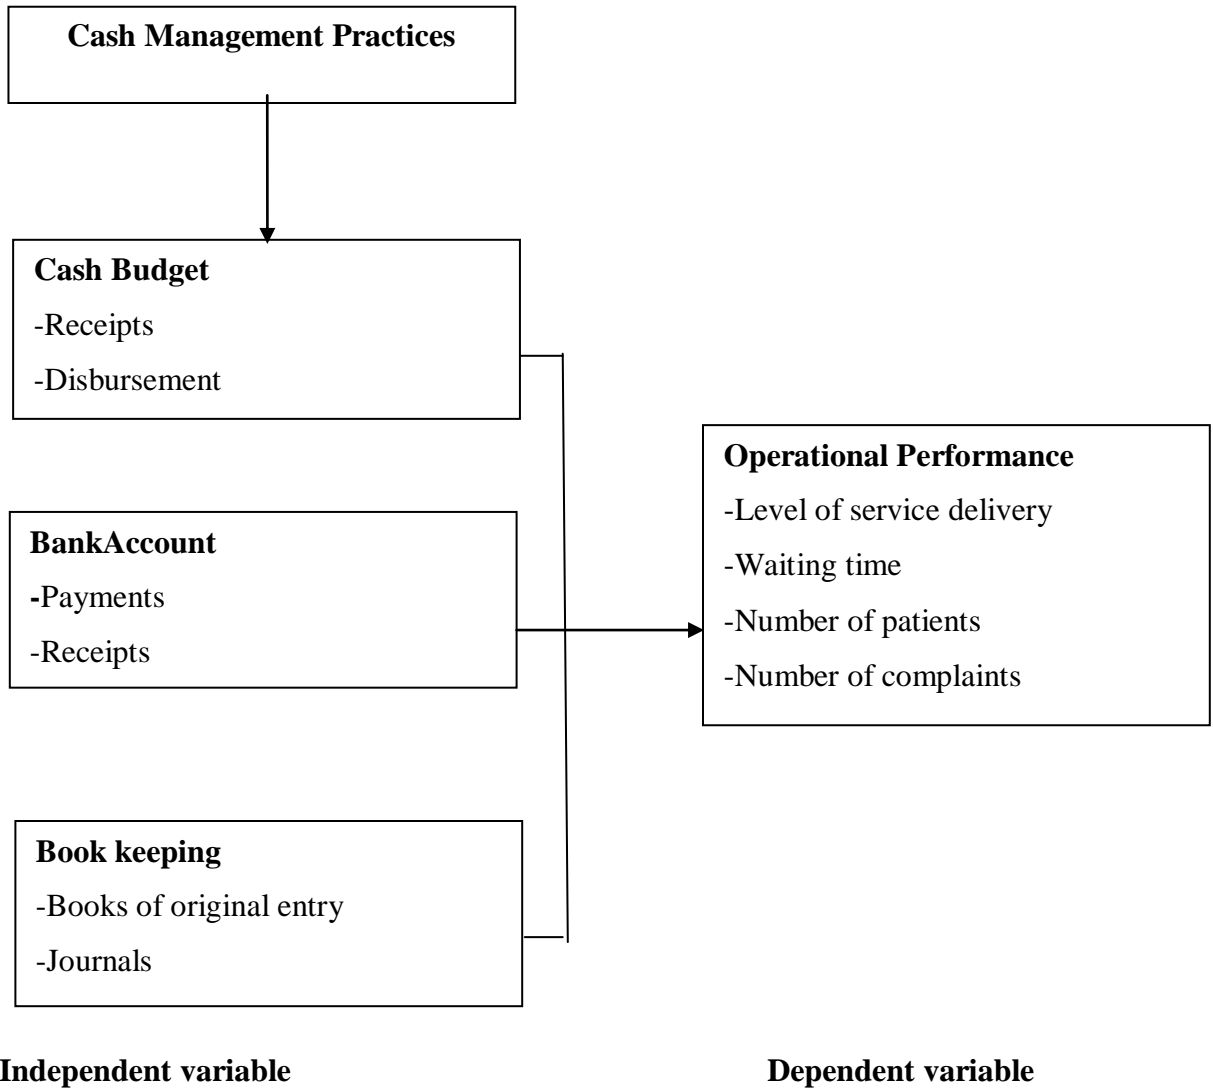 Cash Management Practices
Cash Budget
-Receipts
-Disbursement
BankAccount
-Payments
-Receipts
Book keeping
-Books of original entry
-Journals
Operational Performance
-Level of service delivery
-Waiting time
-Number of patients
-Number of complaints
Independent variable
Dependent variable